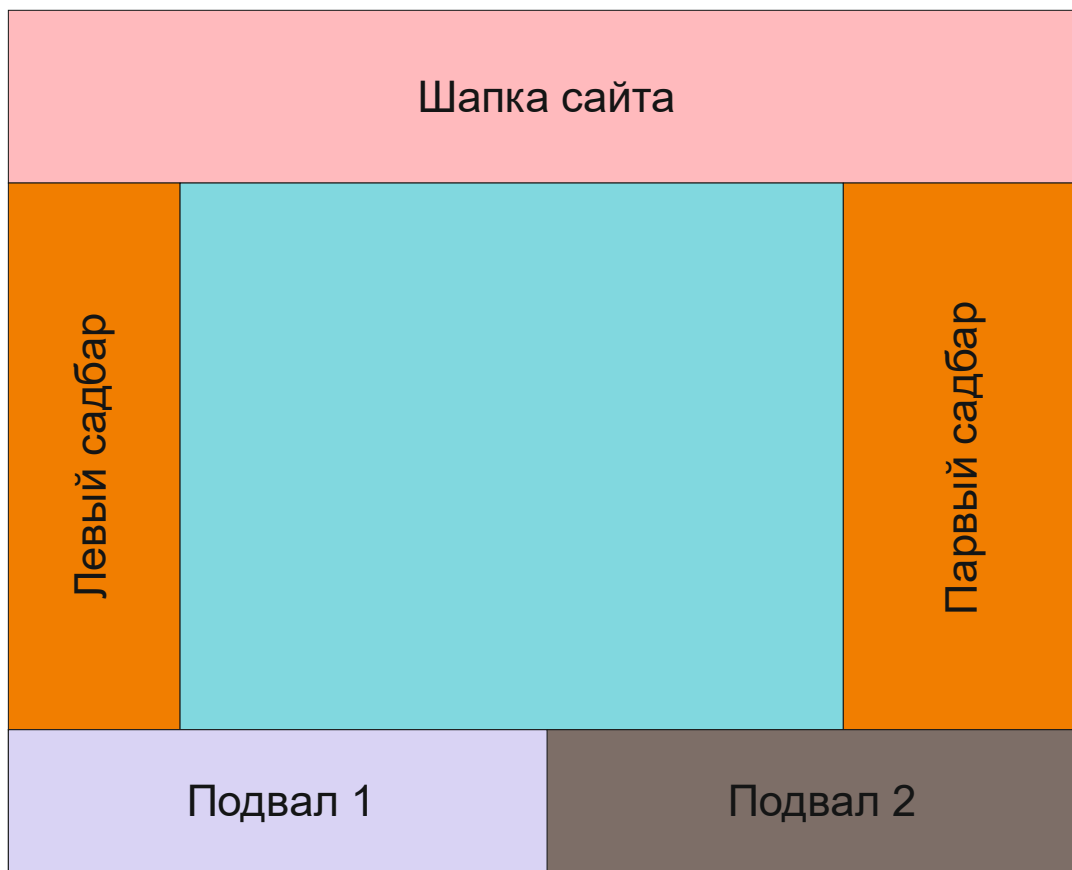 Шапка сайта
Левый садбар
Парвый садбар
Подвал 1
Подвал 2